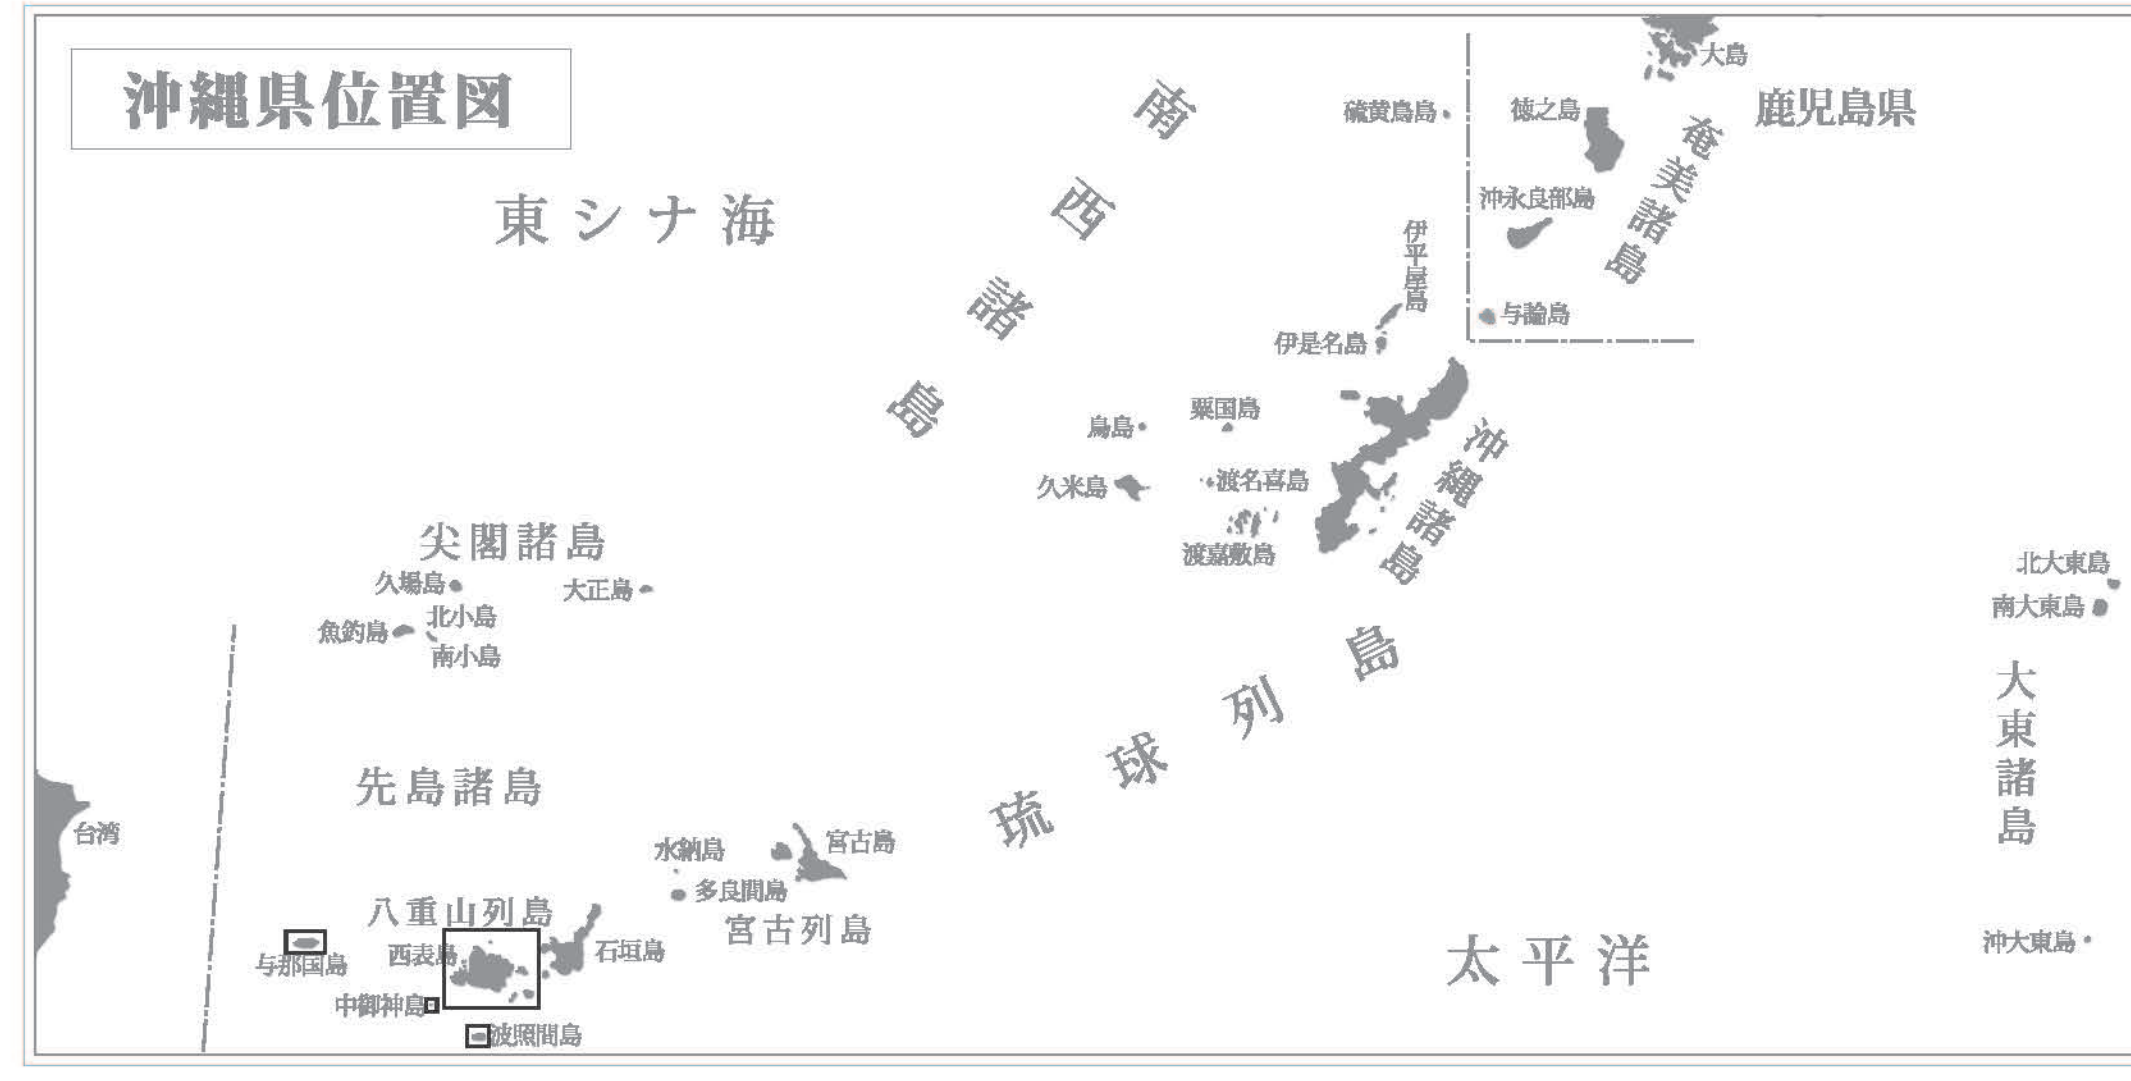 沖縄県位置図
大島
鹿児島県
硫黄鳥島
徳之島
奄美諸島
沖永良部島
与論島
南西諸島
東シナ海
伊平屋島
伊是名島
粟国島
鳥島
久米島
渡名喜島
渡嘉敷島
沖縄諸島
尖閣諸島
久場島
大正島
北小島
魚釣島
南小島
北大東島
南大東島
大東諸島
琉球列島
先島諸島
台湾
水納島
宮古島
多良間島
宮古列島
八重山列島
西表島
石垣島
与那国島
中御神島
波照間島
太平洋
沖大東島